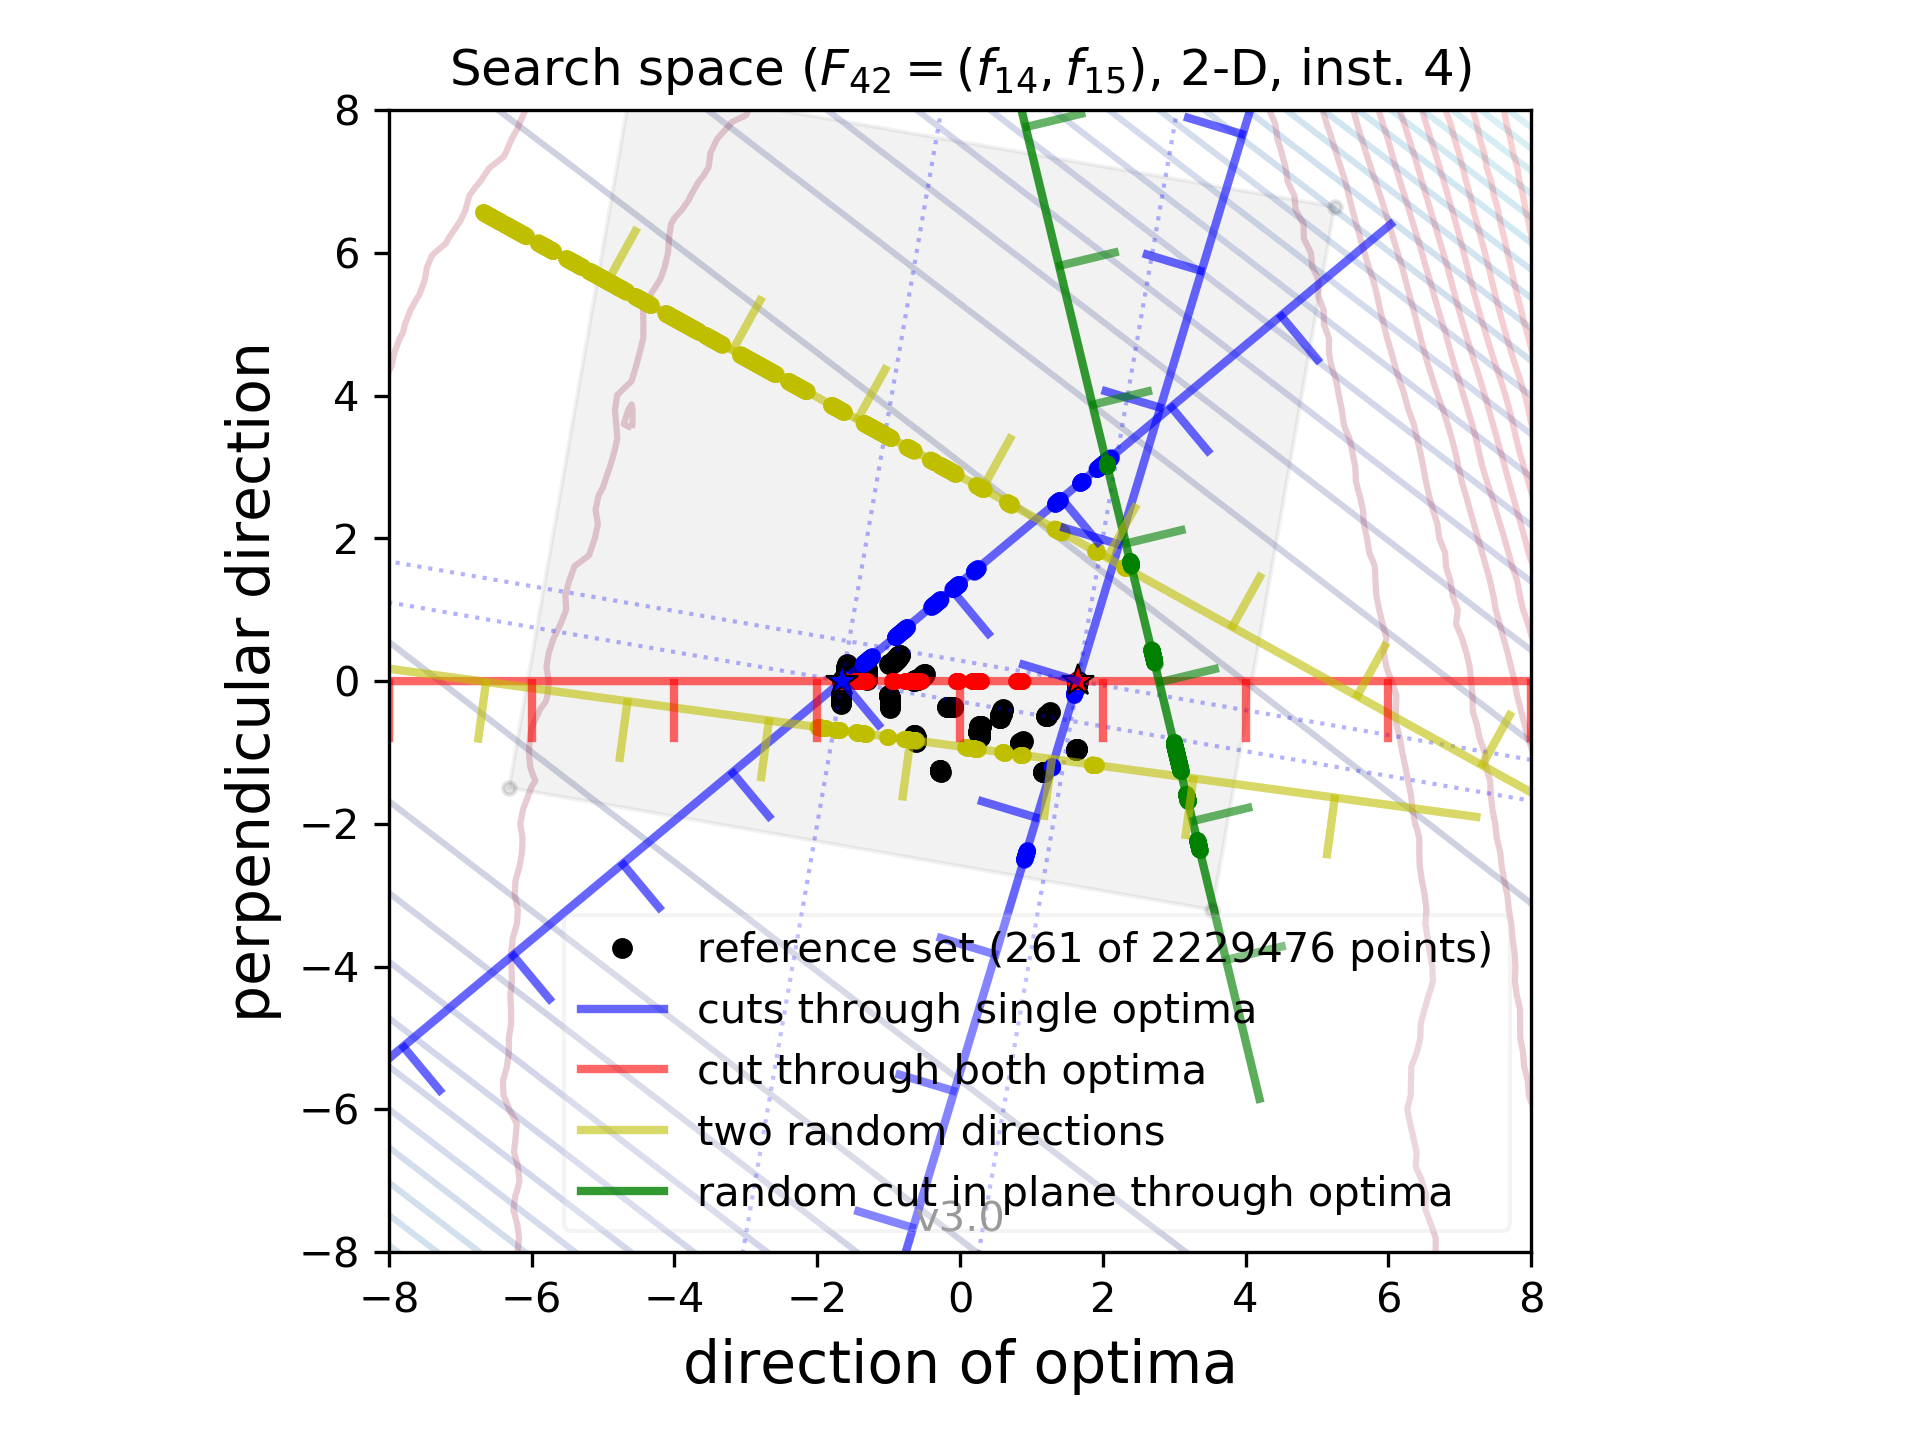 Search space (F42 = (f14, f15), 2-D, inst. 4)
8
6
4
2
0
−2
−4
−6
−8
perpendicular direction
reference set (261 of 2229476 points)
cuts through single optima
cut through both optima
two random directions
random cut in plane through optima
v3.0
−8 −6 −4 −2 0 2 4 6 8
direction of optima